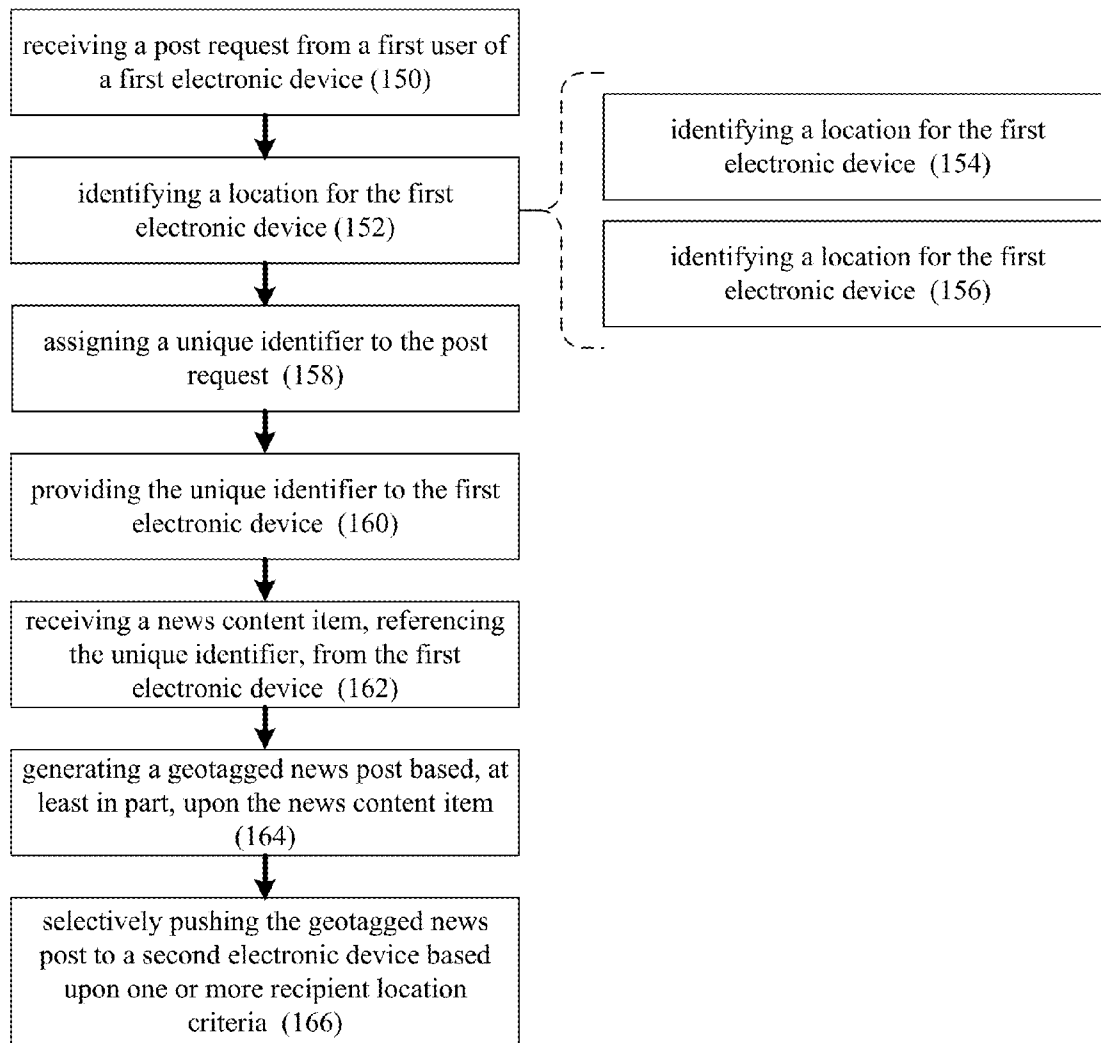 receiving a post request from a first user of
a first electronic device (150)
identifying a location for the first
electronic device (152)
identifying a location for the first
electronic device (154)
identifying a location for the first
electronic device (156)
assigning a unique identifier to the post
request (158)
providing the unique identifier to the first
electronic device (160)
receiving a news content item, referencing
the unique identifier, from the first
electronic device (162)
generating a geotagged news post based, at
least in part, upon the news content item
(164)
selectively pushing the geotagged news
post to a second electronic device based
upon one or more recipient location
criteria (166)